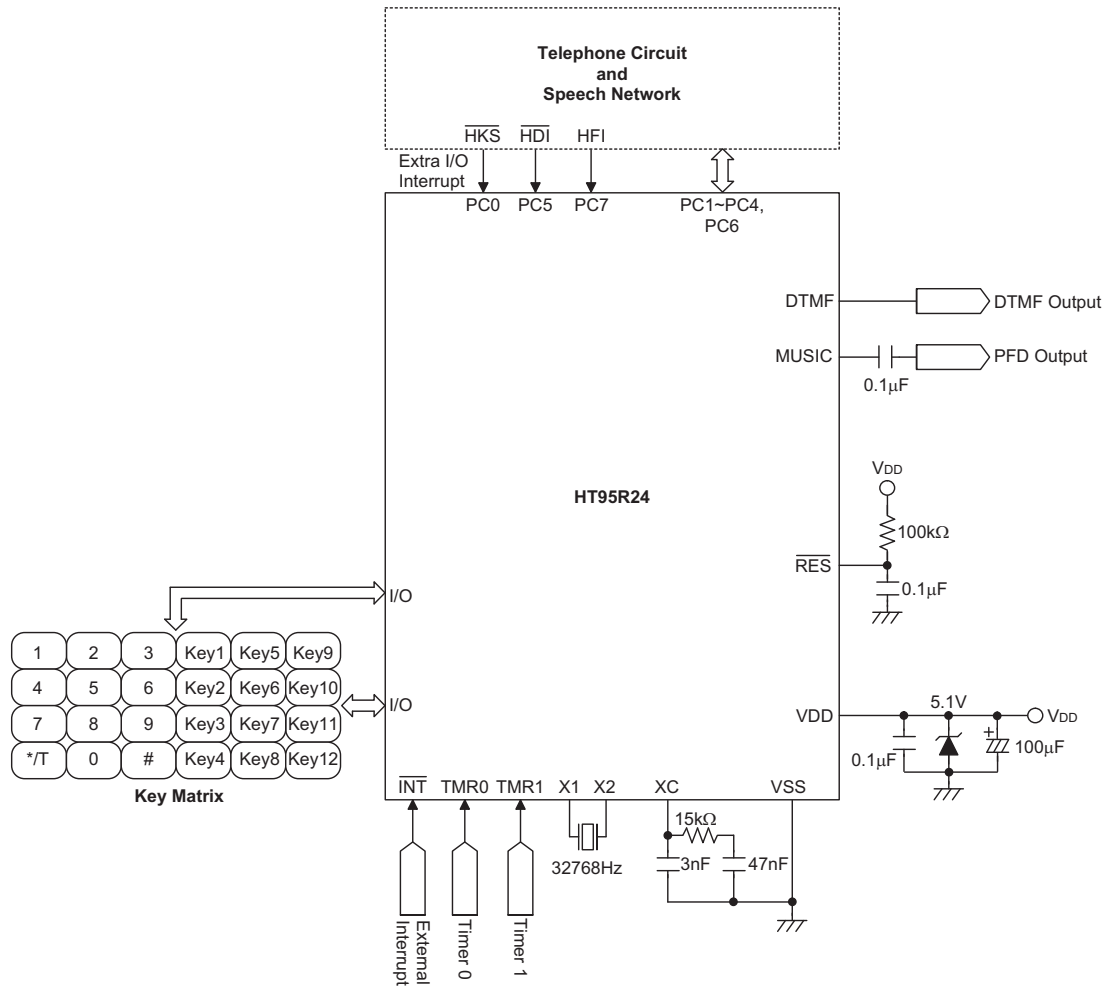 Telephone Circuit
and
Speech Network
HKS HDI HFI
Extra I/O
Interrupt
PC0 PC5 PC7 PC1~PC4,
PC6
DTMF DTMF Output
MUSIC PFD Output
0.1μF
VDD
HT95R24
100kΩ
RES
0.1μF
I/O
1 2 3 Key1 Key5 Key9
4 5 6 Key2 Key6 Key10
I/O
7 8 9 Key3 Key7 Key11
*/T 0 # Key4 Key8 Key12
Key Matrix
5.1V
VDD VDD
0.1μF 100μF
INT TMR0 TMR1 X1 X2 XC VSS
15kΩ
32768Hz 3nF 47nF
External
Interrupt
Timer 0
Timer 1